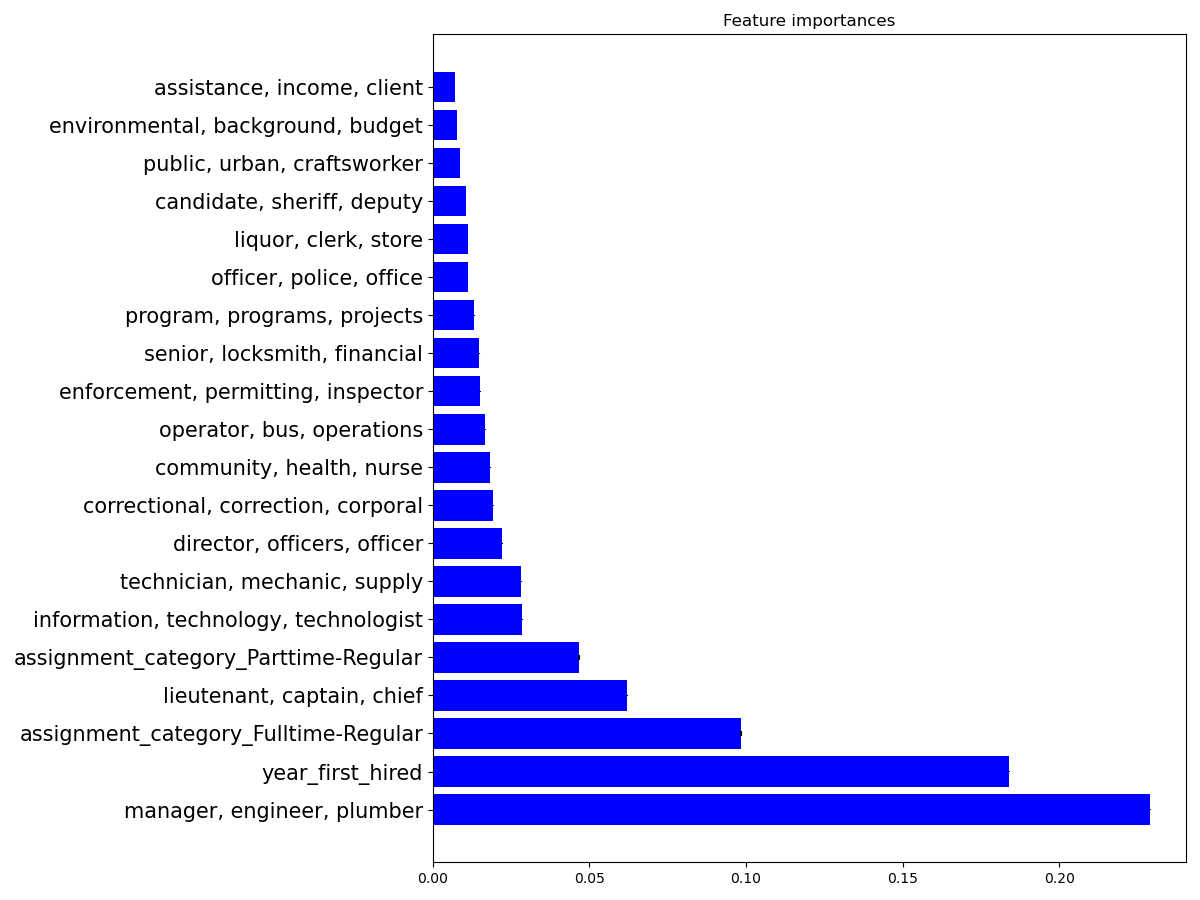 Feature importances
assistance, income, client
environmental, background, budget
public, urban, craftsworker
candidate, sheriff, deputy
liquor, clerk, store
officer, police, office
program, programs, projects
senior, locksmith, financial
enforcement, permitting, inspector
operator, bus, operations
community, health, nurse
correctional, correction, corporal
director, officers, officer
technician, mechanic, supply
information, technology, technologist
assignment_category_Parttime-Regular
lieutenant, captain, chief
assignment_category_Fulltime-Regular
year_first_hired
manager, engineer, plumber
0.00 0.05 0.10 0.15 0.20